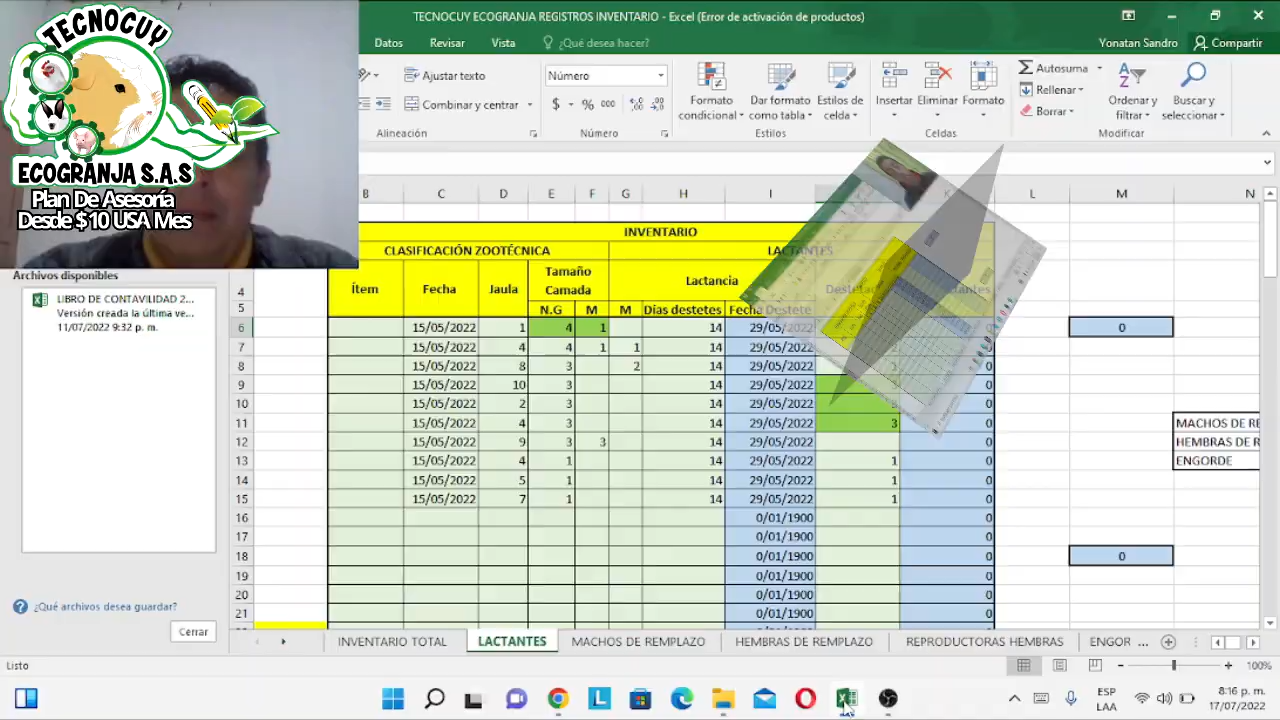 TECNOCUY
ECOGRANJA S.A.S
Plan De Asesoría
Desde $10 USA Mes
TECNOCUY ECOGRANJA REGISTROS INVENTARIO - Excel (Error de activación de productos)
Datos Revisar Vista ¿Qué desea hacer? Yonatan Sandro Compartir
Ajustar texto
Combinar y centrar
Número
$ % 000
Formato condicional
Dar formato como tabla
Estilos de celda
Insertar Eliminar Formato
Autosuma
Rellenar
Borrar
Ordenar y filtrar
Buscar y seleccionar
Alineación Número Estilos Celdas Modificar
B C D E F G H I K L M N
Archivos disponibles
LIBRO DE CONTAVILIDAD 2...
Versión creada la última ve...
11/07/2022 9:32 p. m.
¿Qué archivos desea guardar?
Cerrar
INVENTARIO
CLASIFICACIÓN ZOOTÉCNICA LACTANTES
4 Ítem Fecha Jaula Tamaño Camada Lactancia
5 N.G M M Días destetes Fecha Destete
6 15/05/2022 1 4 1 14 29/05/2022 0 0
7 15/05/2022 4 4 1 1 14 29/05/2022
8 15/05/2022 8 3 2 14 29/05/2022 1 0
9 15/05/2022 10 3 14 29/05/2022 0
10 15/05/2022 2 3 14 29/05/2022 0
11 15/05/2022 4 3 14 29/05/2022 3 0 MACHOS DE RE
12 15/05/2022 9 3 3 14 29/05/2022 0 HEMBRAS DE R
13 15/05/2022 4 1 14 29/05/2022 1 0 ENGORDE
14 15/05/2022 5 1 14 29/05/2022 1 0
15 15/05/2022 7 1 14 29/05/2022 1 0
16 0/01/1900 0
17 0/01/1900 0
18 0/01/1900 0 0
19 0/01/1900 0
20 0/01/1900 0
21 0/01/1900 0
INVENTARIO TOTAL LACTANTES MACHOS DE REMPLAZO HEMBRAS DE REMPLAZO REPRODUCTORAS HEMBRAS ENGOR ...
Listo 100%
ESP
LAA
8:16 p. m.
17/07/2022